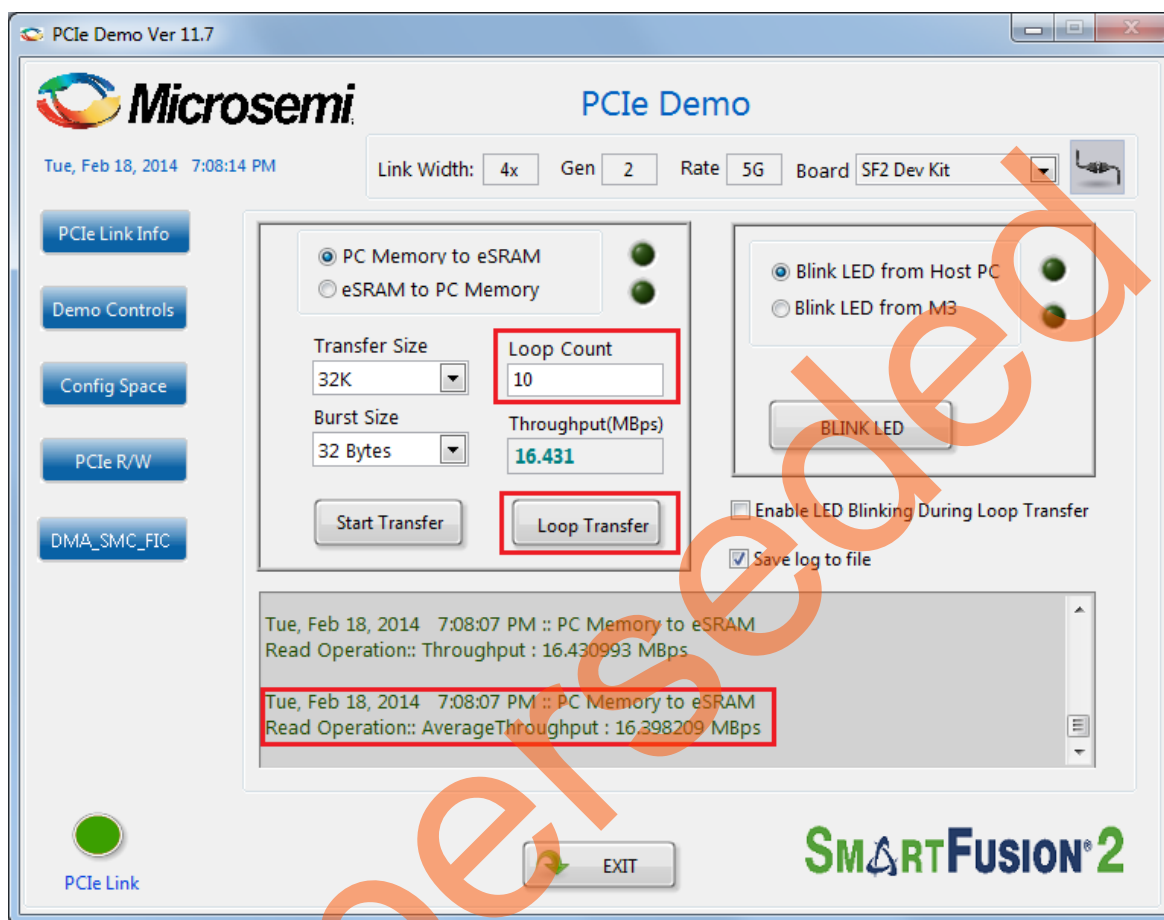 PCIe Demo Ver 11.7
Microsemi
PCIe Demo
Tue, Feb 18, 2014 7:08:14 PM
Link Width: 4x Gen 2 Rate 5G Board SF2 Dev Kit
PCIe Link Info
Demo Controls
Config Space
PCIe R/W
DMA_SMC_FIC
PC Memory to eSRAM
eSRAM to PC Memory
Transfer Size
32K
Loop Count
10
Burst Size
32 Bytes
Throughput(MBps)
16.431
Start Transfer
Loop Transfer
Blink LED from Host PC
Blink LED from M3
BLINK LED
Enable LED Blinking During Loop Transfer
Save log to file
Tue, Feb 18, 2014 7:08:07 PM :: PC Memory to eSRAM
Read Operation:: Throughput : 16.430993 MBps
Tue, Feb 18, 2014 7:08:07 PM :: PC Memory to eSRAM
Read Operation:: AverageThroughput : 16.398209 MBps
PCIe Link
EXIT
SMARTFUSION®2
perseded